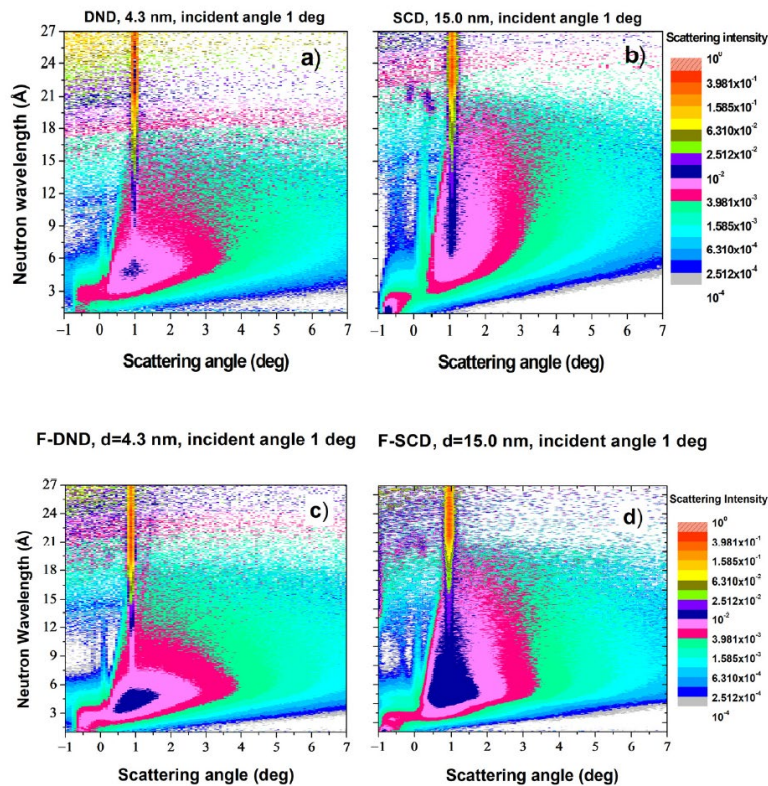 DND, 4.3 nm, incident angle 1 deg
SCD, 15.0 nm, incident angle 1 deg
a)
b)
Neutron wavelength (Å)
27
24
21
18
15
12
9
6
3
−1 0 1 2 3 4 5 6 7
−1 0 1 2 3 4 5 6 7
Scattering angle (deg)
Scattering angle (deg)
Scattering intensity
10⁰
3.981x10⁻¹
1.585x10⁻¹
6.310x10⁻²
2.512x10⁻²
10⁻²
3.981x10⁻³
1.585x10⁻³
6.310x10⁻⁴
2.512x10⁻⁴
10⁻⁴
F-DND, d=4.3 nm, incident angle 1 deg
F-SCD, d=15.0 nm, incident angle 1 deg
c)
d)
Neutron Wavelength (Å)
27
24
21
18
15
12
9
6
3
−1 0 1 2 3 4 5 6 7
−1 0 1 2 3 4 5 6 7
Scattering angle (deg)
Scattering angle (deg)
Scattering Intensity
10⁰
3.981x10⁻¹
1.585x10⁻¹
6.310x10⁻²
2.512x10⁻²
10⁻²
3.981x10⁻³
1.585x10⁻³
6.310x10⁻⁴
2.512x10⁻⁴
10⁻⁴